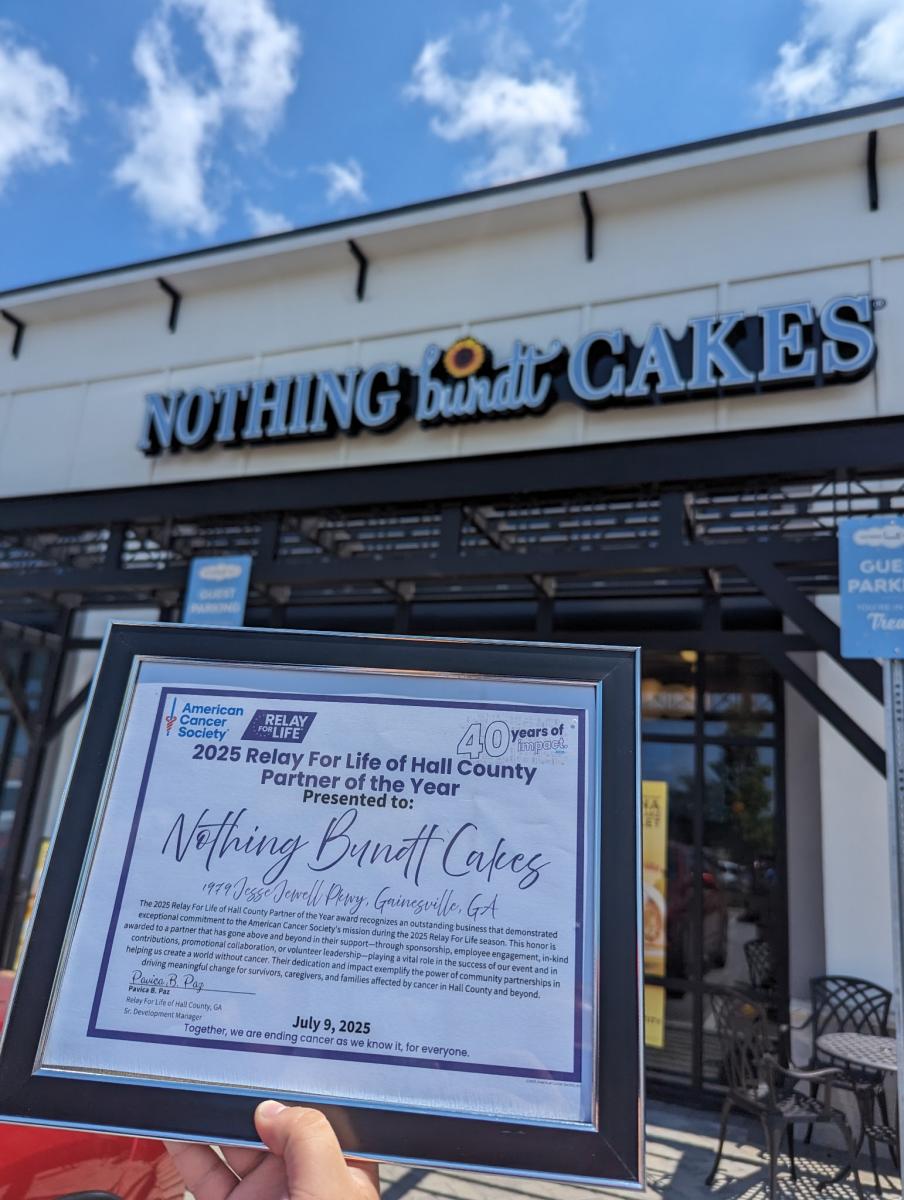 NOTHING bundt CAKES®
GUEST
PARKING
GUE
PARKI
YOU'RE IN
Trea
American
Cancer
Society®
RELAY
FOR LIFE®
40 years of
impact.
2025 Relay For Life of Hall County
Partner of the Year
Presented to:
Nothing Bundt Cakes
1979 Jesse Jewell Pkwy, Gainesville, GA
The 2025 Relay For Life of Hall County Partner of the Year award recognizes an outstanding business that demonstrated
exceptional commitment to the American Cancer Society's mission during the 2025 Relay For Life season. This honor is
awarded to a partner that has gone above and beyond in their support—through sponsorship, employee engagement, in-kind
contributions, promotional collaboration, or volunteer leadership—playing a vital role in the success of our event and in
helping us create a world without cancer. Their dedication and impact exemplify the power of community partnerships in
driving meaningful change for survivors, caregivers, and families affected by cancer in Hall County and beyond.
Pavica B. Paz
Pavica B. Paz
Relay For Life of Hall County, GA
Sr. Development Manager
July 9, 2025
Together, we are ending cancer as we know it, for everyone.